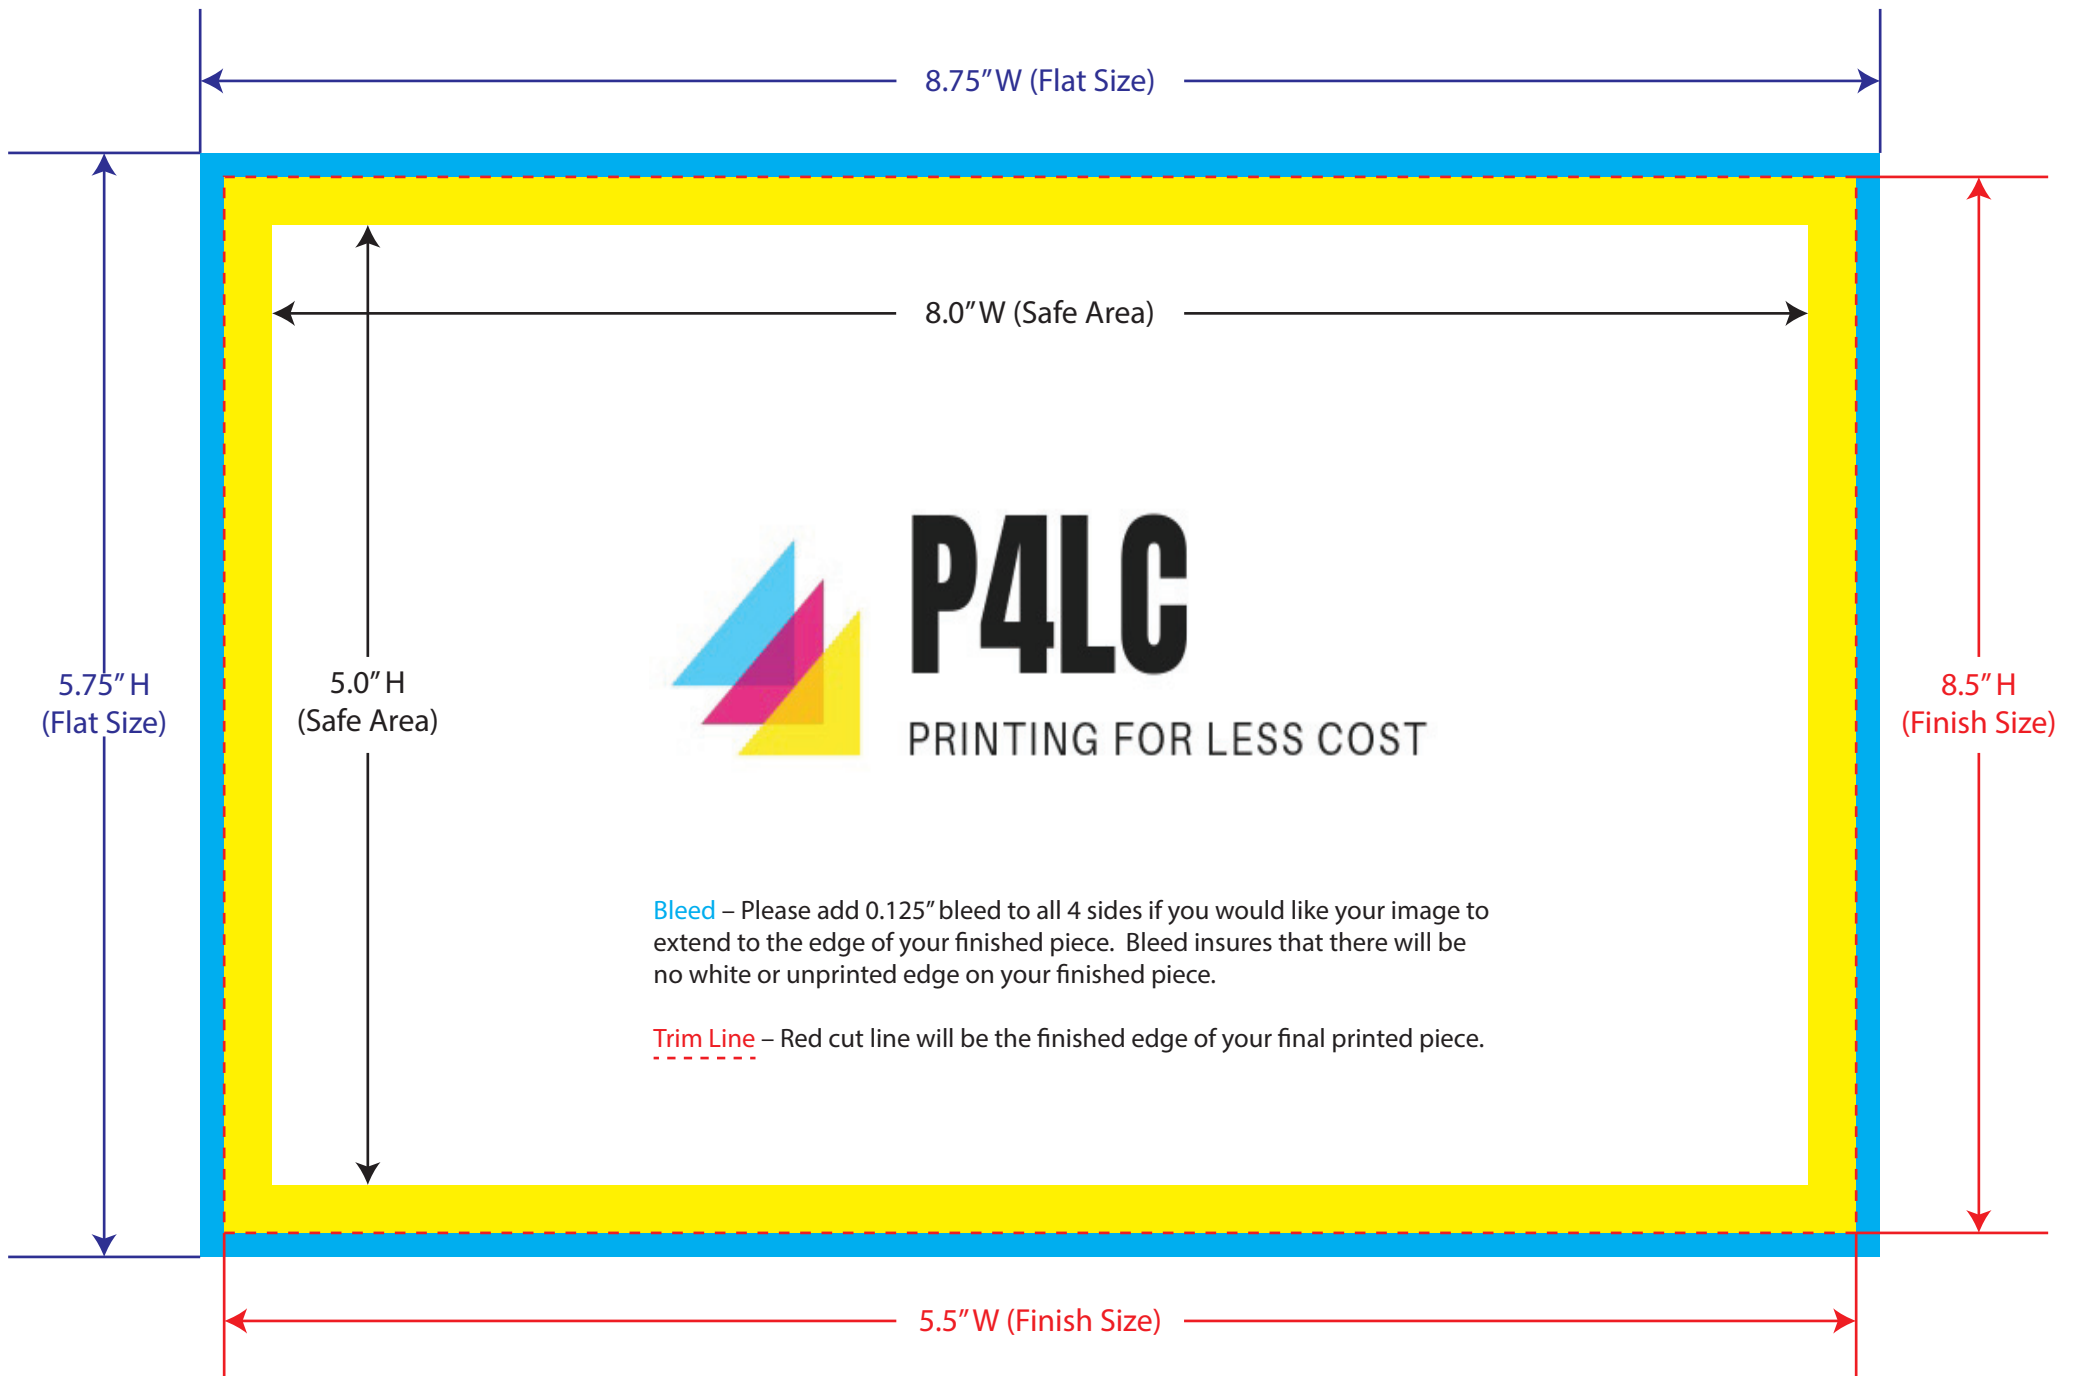 8.75" W (Flat Size)
8.0" W (Safe Area)
P4LC
PRINTING FOR LESS COST
5.75" H
(Flat Size)
5.0" H
(Safe Area)
8.5" H
(Finish Size)
Bleed – Please add 0.125" bleed to all 4 sides if you would like your image to
extend to the edge of your finished piece.  Bleed insures that there will be
no white or unprinted edge on your finished piece.
Trim Line – Red cut line will be the finished edge of your final printed piece.
5.5" W (Finish Size)